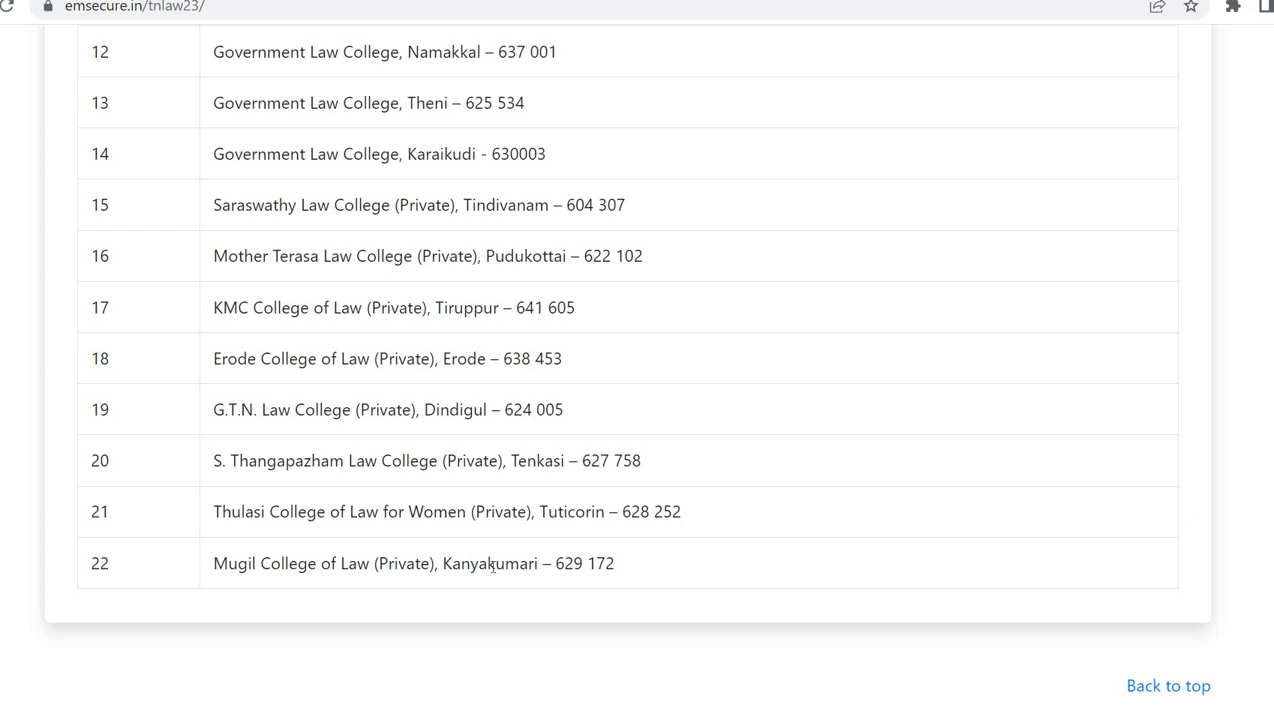 emsecure.in/tnlaw23/
12 Government Law College, Namakkal – 637 001
13 Government Law College, Theni – 625 534
14 Government Law College, Karaikudi - 630003
15 Saraswathy Law College (Private), Tindivanam – 604 307
16 Mother Terasa Law College (Private), Pudukottai – 622 102
17 KMC College of Law (Private), Tiruppur – 641 605
18 Erode College of Law (Private), Erode – 638 453
19 G.T.N. Law College (Private), Dindigul – 624 005
20 S. Thangapazham Law College (Private), Tenkasi – 627 758
21 Thulasi College of Law for Women (Private), Tuticorin – 628 252
22 Mugil College of Law (Private), Kanyakumari – 629 172
Back to top